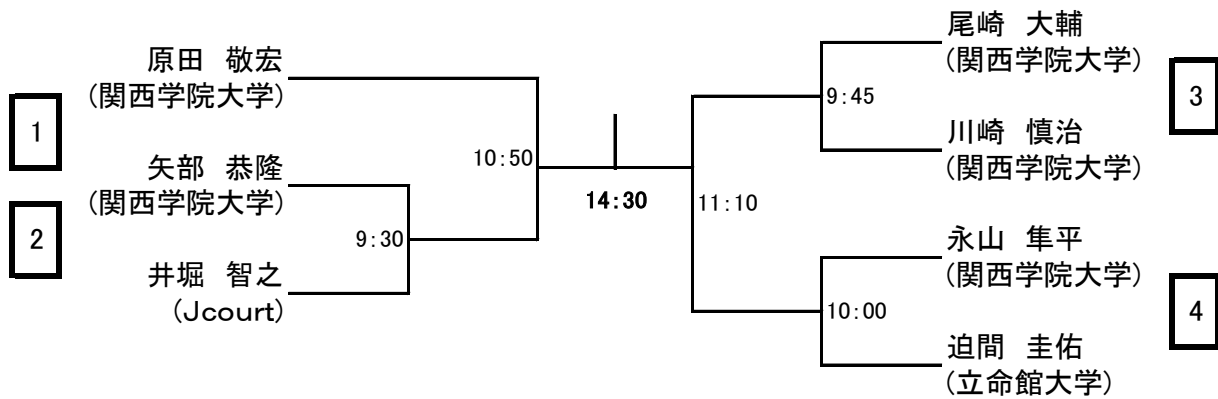 原田　敬宏
(関西学院大学)
1
矢部　恭隆
(関西学院大学)
2
井堀　智之
(Jcourt)
9:30
10:50
14:30
11:10
9:45
10:00
尾崎　大輔
(関西学院大学)
3
川崎　慎治
(関西学院大学)
永山　隼平
(関西学院大学)
4
迫間　圭佑
(立命館大学)